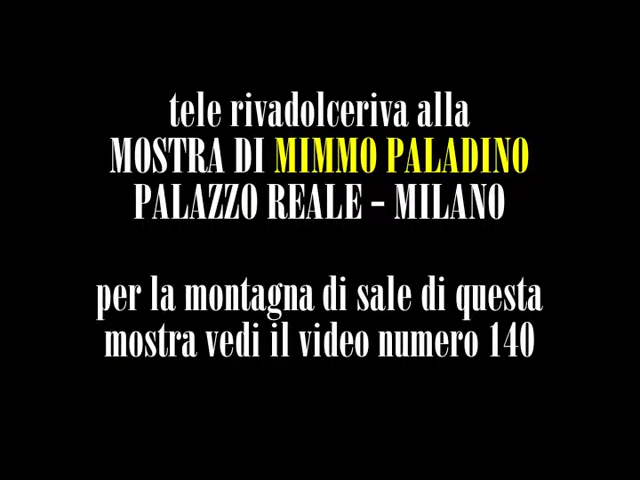 tele rivadolceriva alla
MOSTRA DI MIMMO PALADINO
PALAZZO REALE – MILANO
per la montagna di sale di questa
mostra vedi il video numero 140